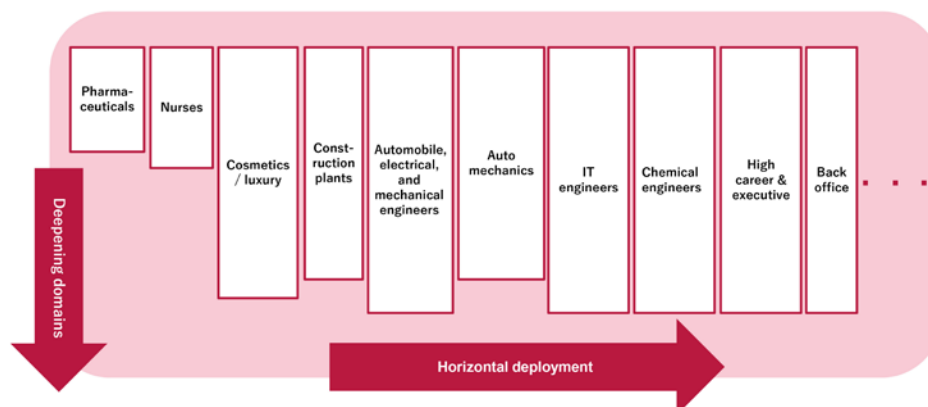 Pharma-
ceuticals
Nurses
Cosmetics
/ luxury
Const-
ruction
plants
Automobile,
electrical,
and
mechanical
engineers
Auto
mechanics
IT
engineers
Chemical
engineers
High
career &
executive
Back
office
Deepening domains
Horizontal deployment